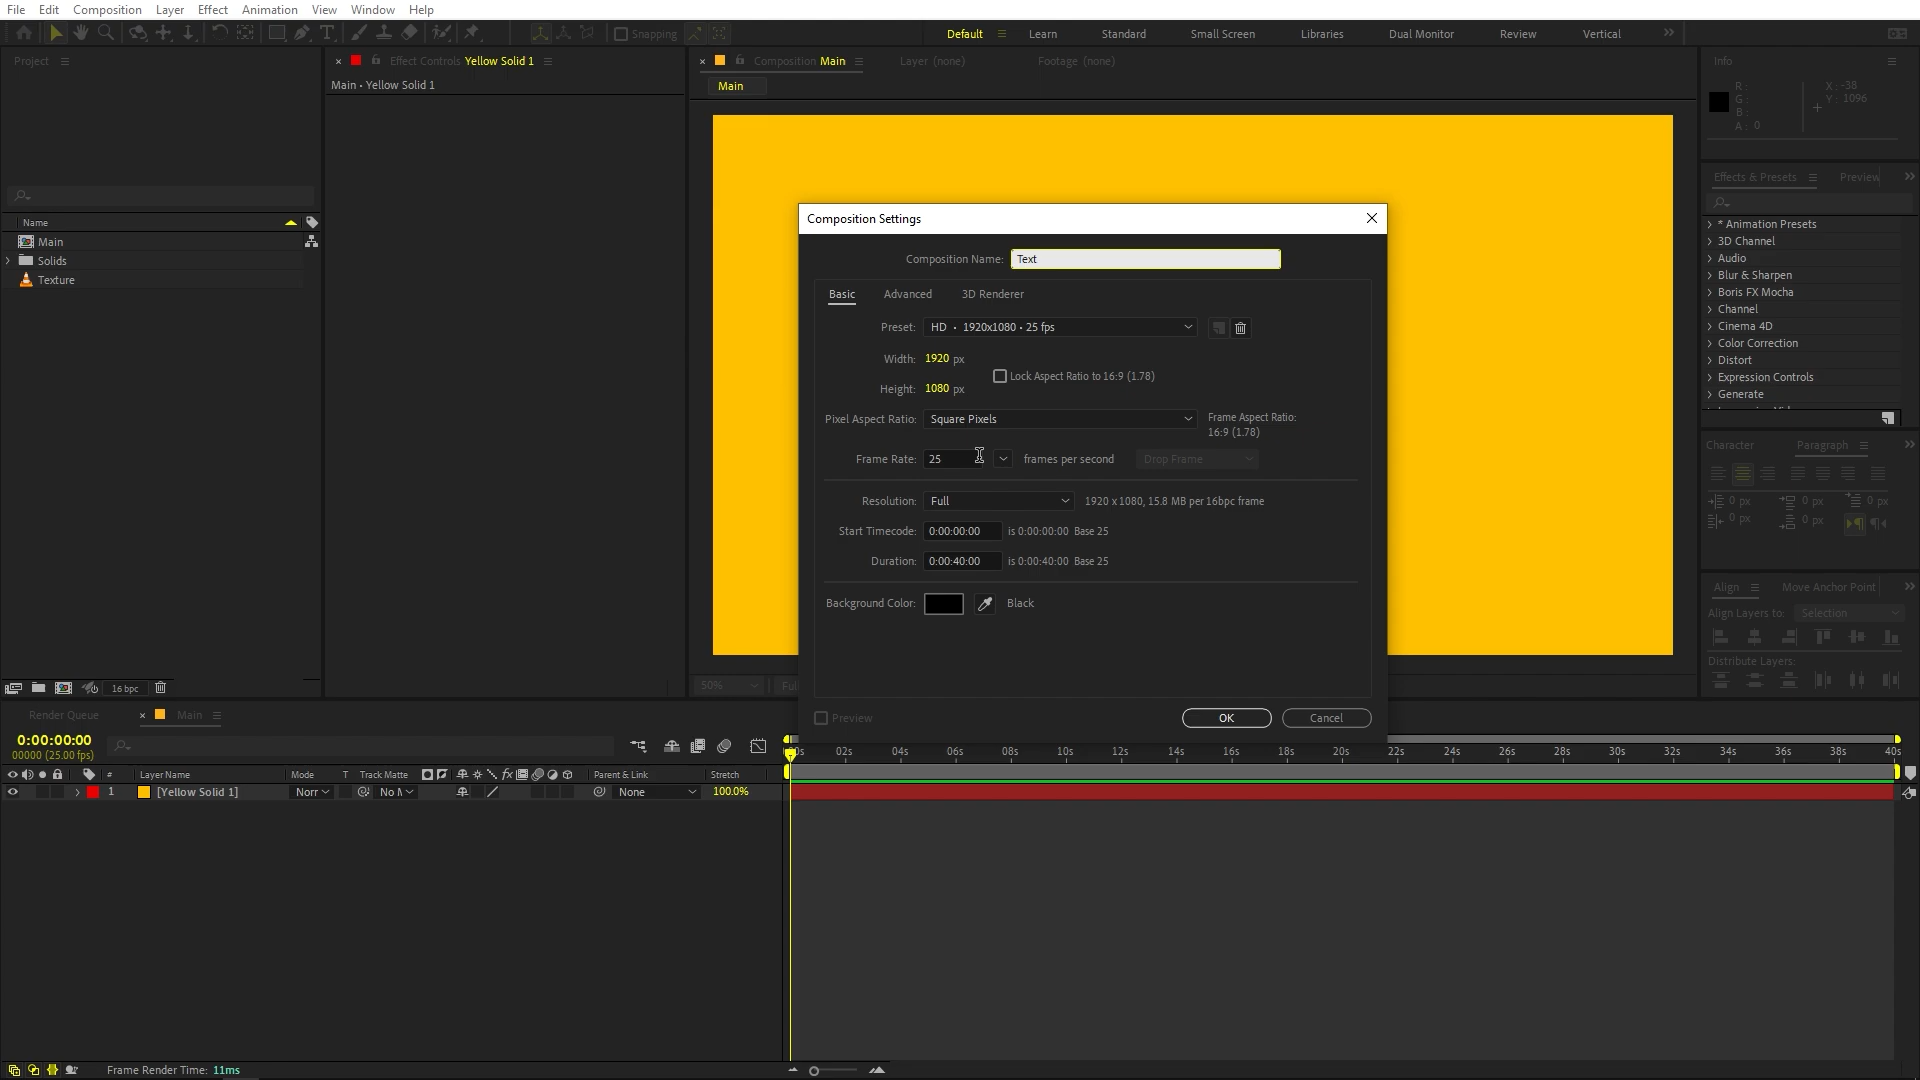 File Edit Composition Layer Effect Animation View Window Help
Snapping
Default Learn Standard Small Screen Libraries Dual Monitor Review Vertical
Project
Effect Controls Yellow Solid 1
Composition Main
Layer (none)
Footage (none)
Info
Main • Yellow Solid 1
Main
R:
G:
B:
A: 0
X: -38
Y: 1096
Effects & Presets
Preview
Name
Main
Solids
Texture
* Animation Presets
3D Channel
Audio
Blur & Sharpen
Boris FX Mocha
Channel
Cinema 4D
Color Correction
Distort
Expression Controls
Generate
Character
Paragraph
0 px 0 px 0 px
0 px 0 px
Align
Move Anchor Point
Align Layers to: Selection
Distribute Layers:
Composition Settings
Composition Name: Text
Basic Advanced 3D Renderer
Preset: HD • 1920x1080 • 25 fps
Width: 1920 px
Lock Aspect Ratio to 16:9 (1.78)
Height: 1080 px
Pixel Aspect Ratio: Square Pixels
Frame Aspect Ratio:
16:9 (1.78)
Frame Rate: 25 frames per second Drop Frame
Resolution: Full 1920 x 1080, 15.8 MB per 16bpc frame
Start Timecode: 0:00:00:00 is 0:00:00:00 Base 25
Duration: 0:00:40:00 is 0:00:40:00 Base 25
Background Color: Black
Preview
OK
Cancel
16 bpc
50%
Render Queue
Main
0:00:00:00
00000 (25.00 fps)
02s 04s 06s 08s 10s 12s 14s 16s 18s 20s 22s 24s 26s 28s 30s 32s 34s 36s 38s 40s
# Layer Name Mode T Track Matte fx Parent & Link Stretch
1 [Yellow Solid 1] None 100.0%
Frame Render Time: 11ms